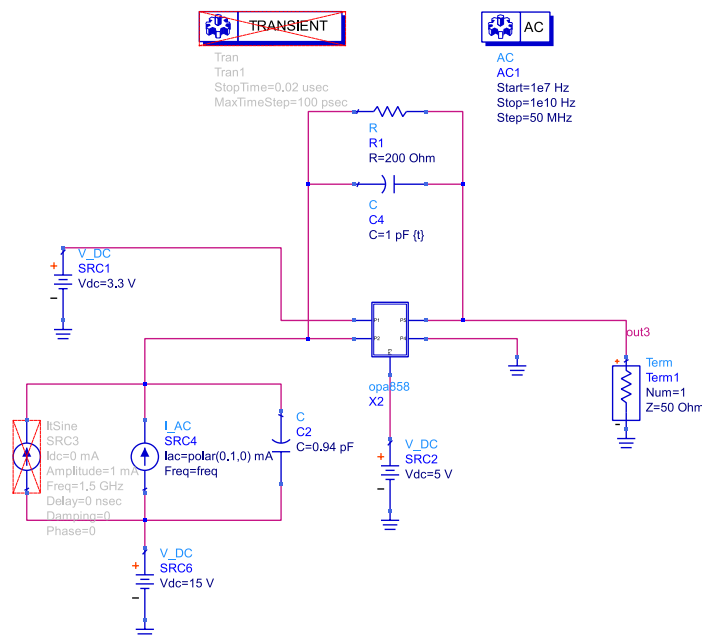 TRANSIENT
Tran
Tran1
StopTime=0.02 usec
MaxTimeStep=100 psec
AC
AC
AC1
Start=1e7 Hz
Stop=1e10 Hz
Step=50 MHz
R
R1
R=200 Ohm
C
C4
C=1 pF {t}
+
V_DC
SRC1
Vdc=3.3 V
-
P1
P2
P3
P5
P4
opa858
X2
out3
+
Term
Term1
Num=1
Z=50 Ohm
-
ItSine
SRC3
Idc=0 mA
Amplitude=1 mA
Freq=1.5 GHz
Delay=0 nsec
Damping=0
Phase=0
I_AC
SRC4
Iac=polar(0.1,0) mA
Freq=freq
C
C2
C=0.94 pF
+
V_DC
SRC2
Vdc=5 V
-
+
V_DC
SRC6
Vdc=15 V
-